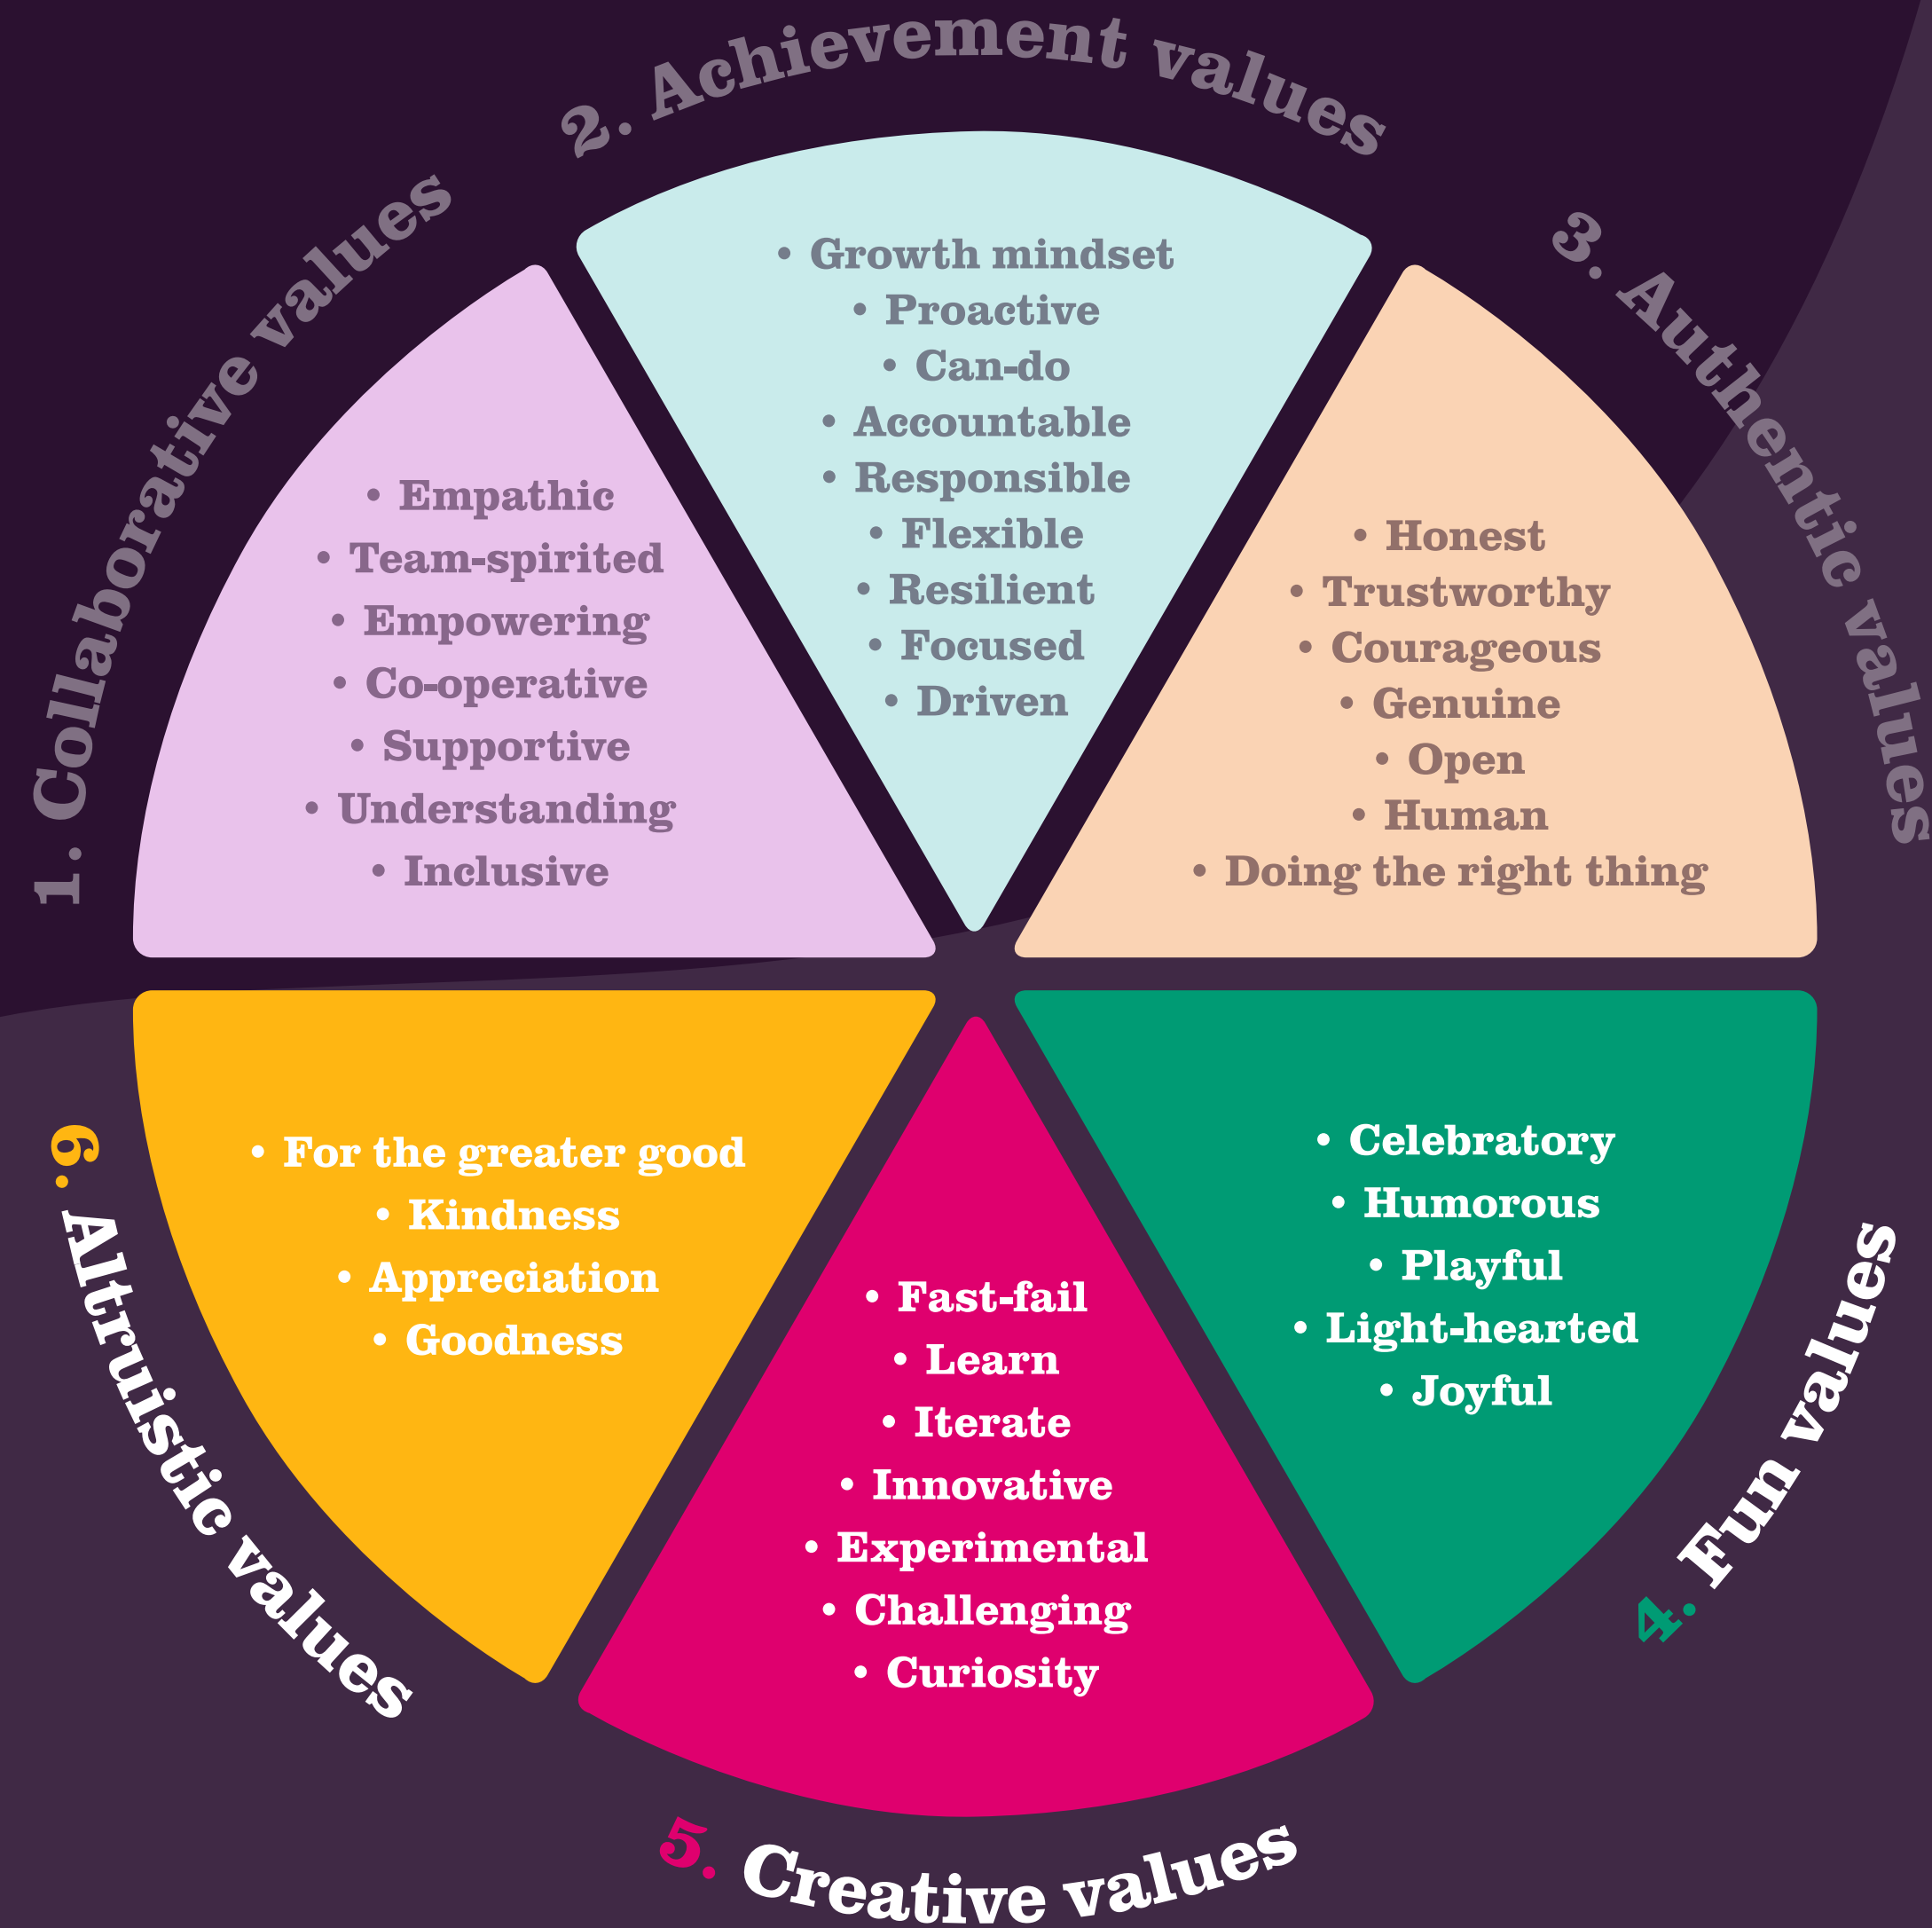 1. Collaborative values
• Empathic
• Team-spirited
• Empowering
• Co-operative
• Supportive
• Understanding
• Inclusive
2. Achievement values
• Growth mindset
• Proactive
• Can-do
• Accountable
• Responsible
• Flexible
• Resilient
• Focused
• Driven
3. Authentic values
• Honest
• Trustworthy
• Courageous
• Genuine
• Open
• Human
• Doing the right thing
4. Fun values
• Celebratory
• Humorous
• Playful
• Light-hearted
• Joyful
5. Creative values
• Fast-fail
• Learn
• Iterate
• Innovative
• Experimental
• Challenging
• Curiosity
6. Altruistic values
• For the greater good
• Kindness
• Appreciation
• Goodness